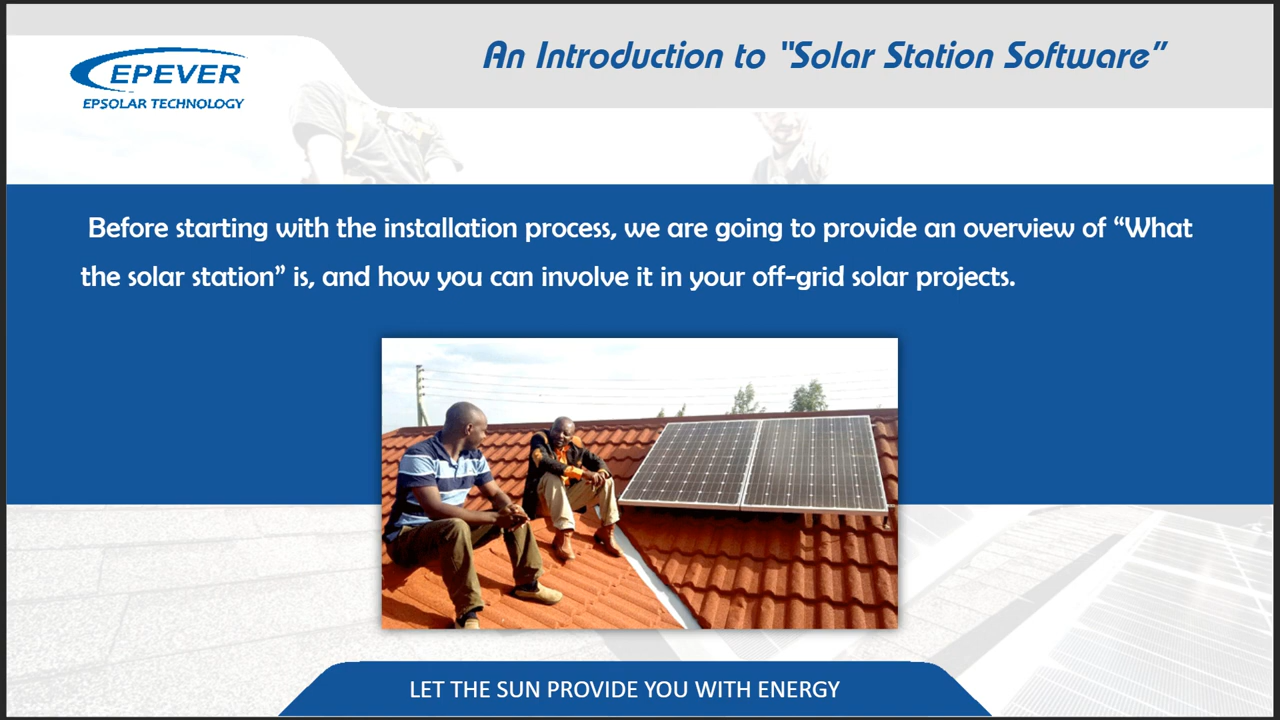 EPEVER
EPSOLAR TECHNOLOGY
An Introduction to "Solar Station Software”
Before starting with the installation process, we are going to provide an overview of “What
the solar station” is, and how you can involve it in your off-grid solar projects.
LET THE SUN PROVIDE YOU WITH ENERGY